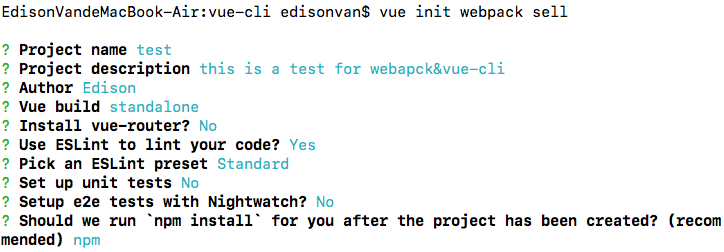 EdisonVandeMacBook-Air:vue-cli edisonvan$ vue init webpack sell
? Project name test
? Project description this is a test for webapck&vue-cli
? Author Edison
? Vue build standalone
? Install vue-router? No
? Use ESLint to lint your code? Yes
? Pick an ESLint preset Standard
? Set up unit tests No
? Setup e2e tests with Nightwatch? No
? Should we run `npm install` for you after the project has been created? (recom
mended) npm